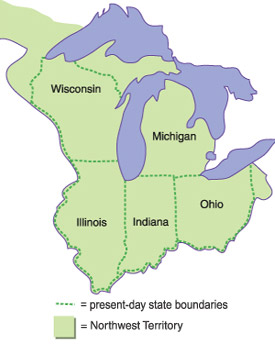 Wisconsin
Michigan
Illinois
Indiana
Ohio
= present-day state boundaries
= Northwest Territory